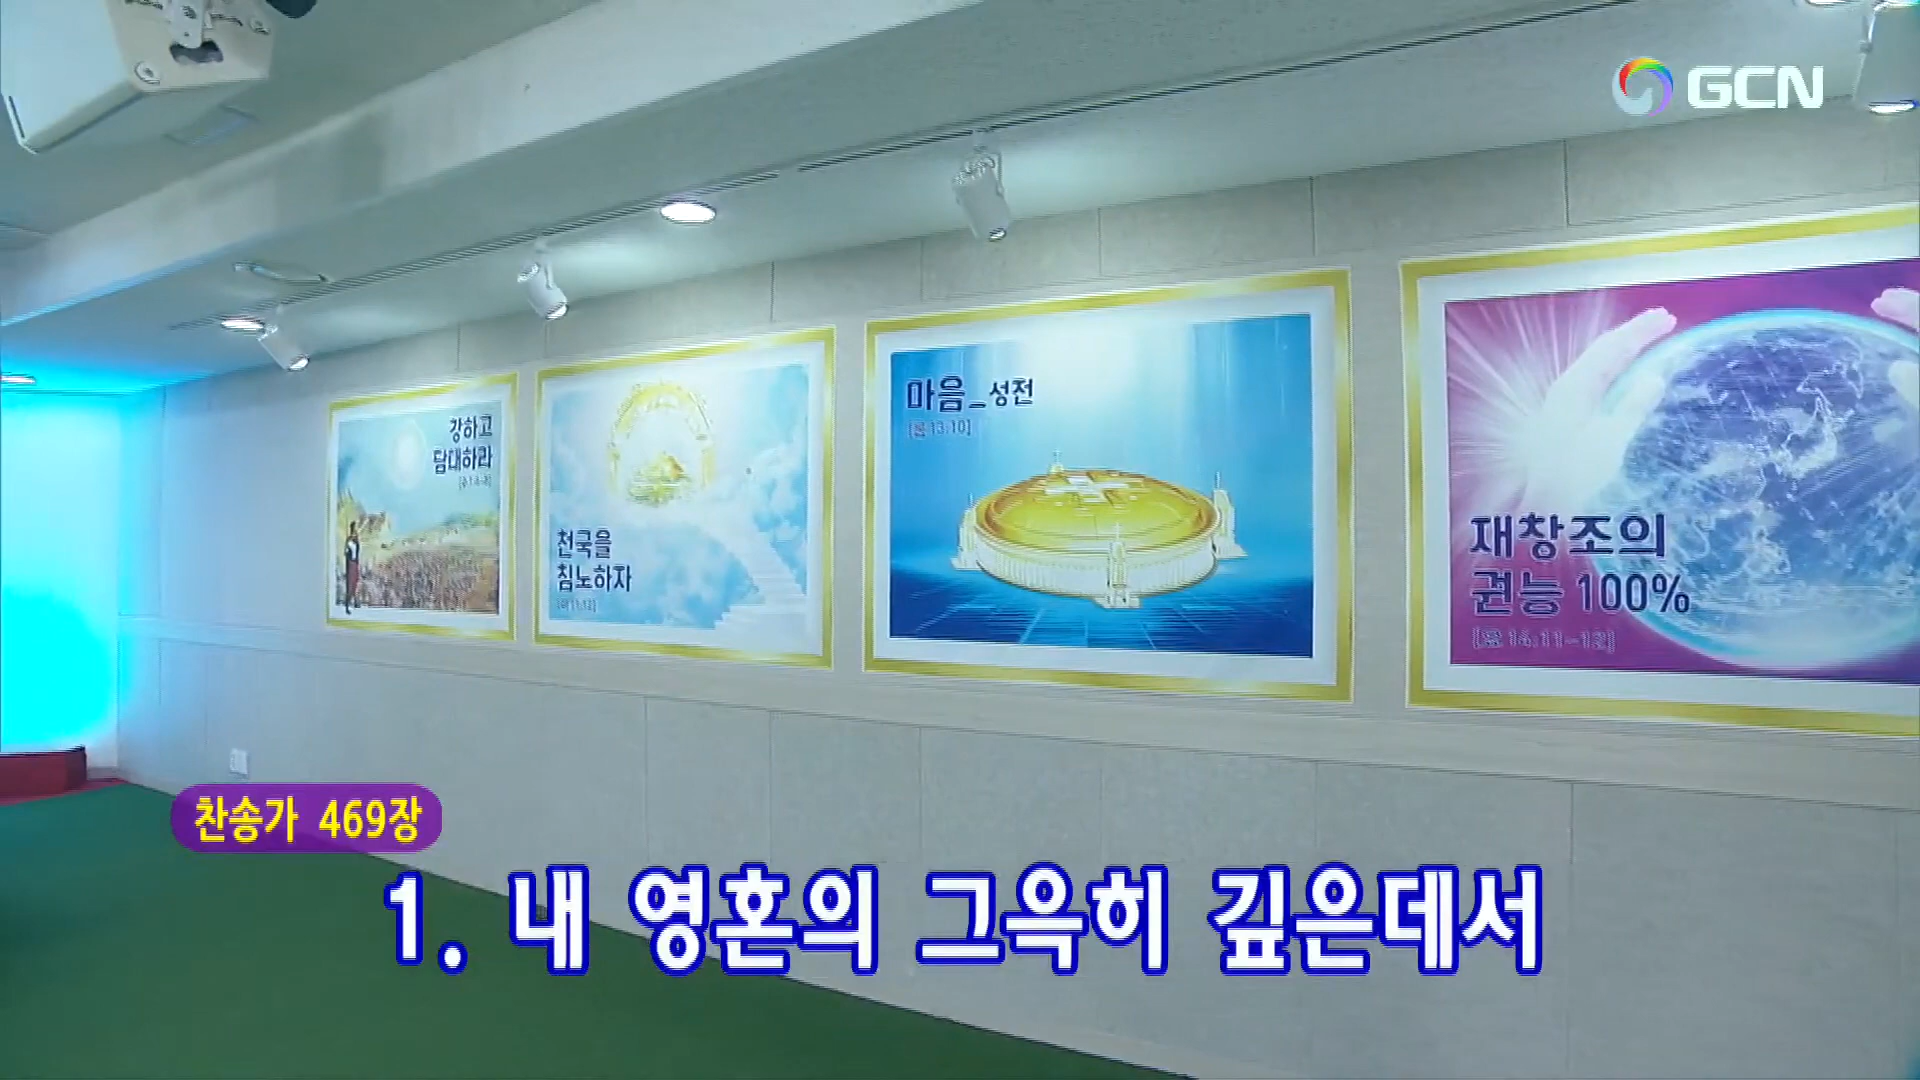 GCN
강하고
담대하라
천국을
침노하자
마음_성전
재창조의
권능 100%
찬송가 469장
1. 내 영혼의 그윽히 깊은데서